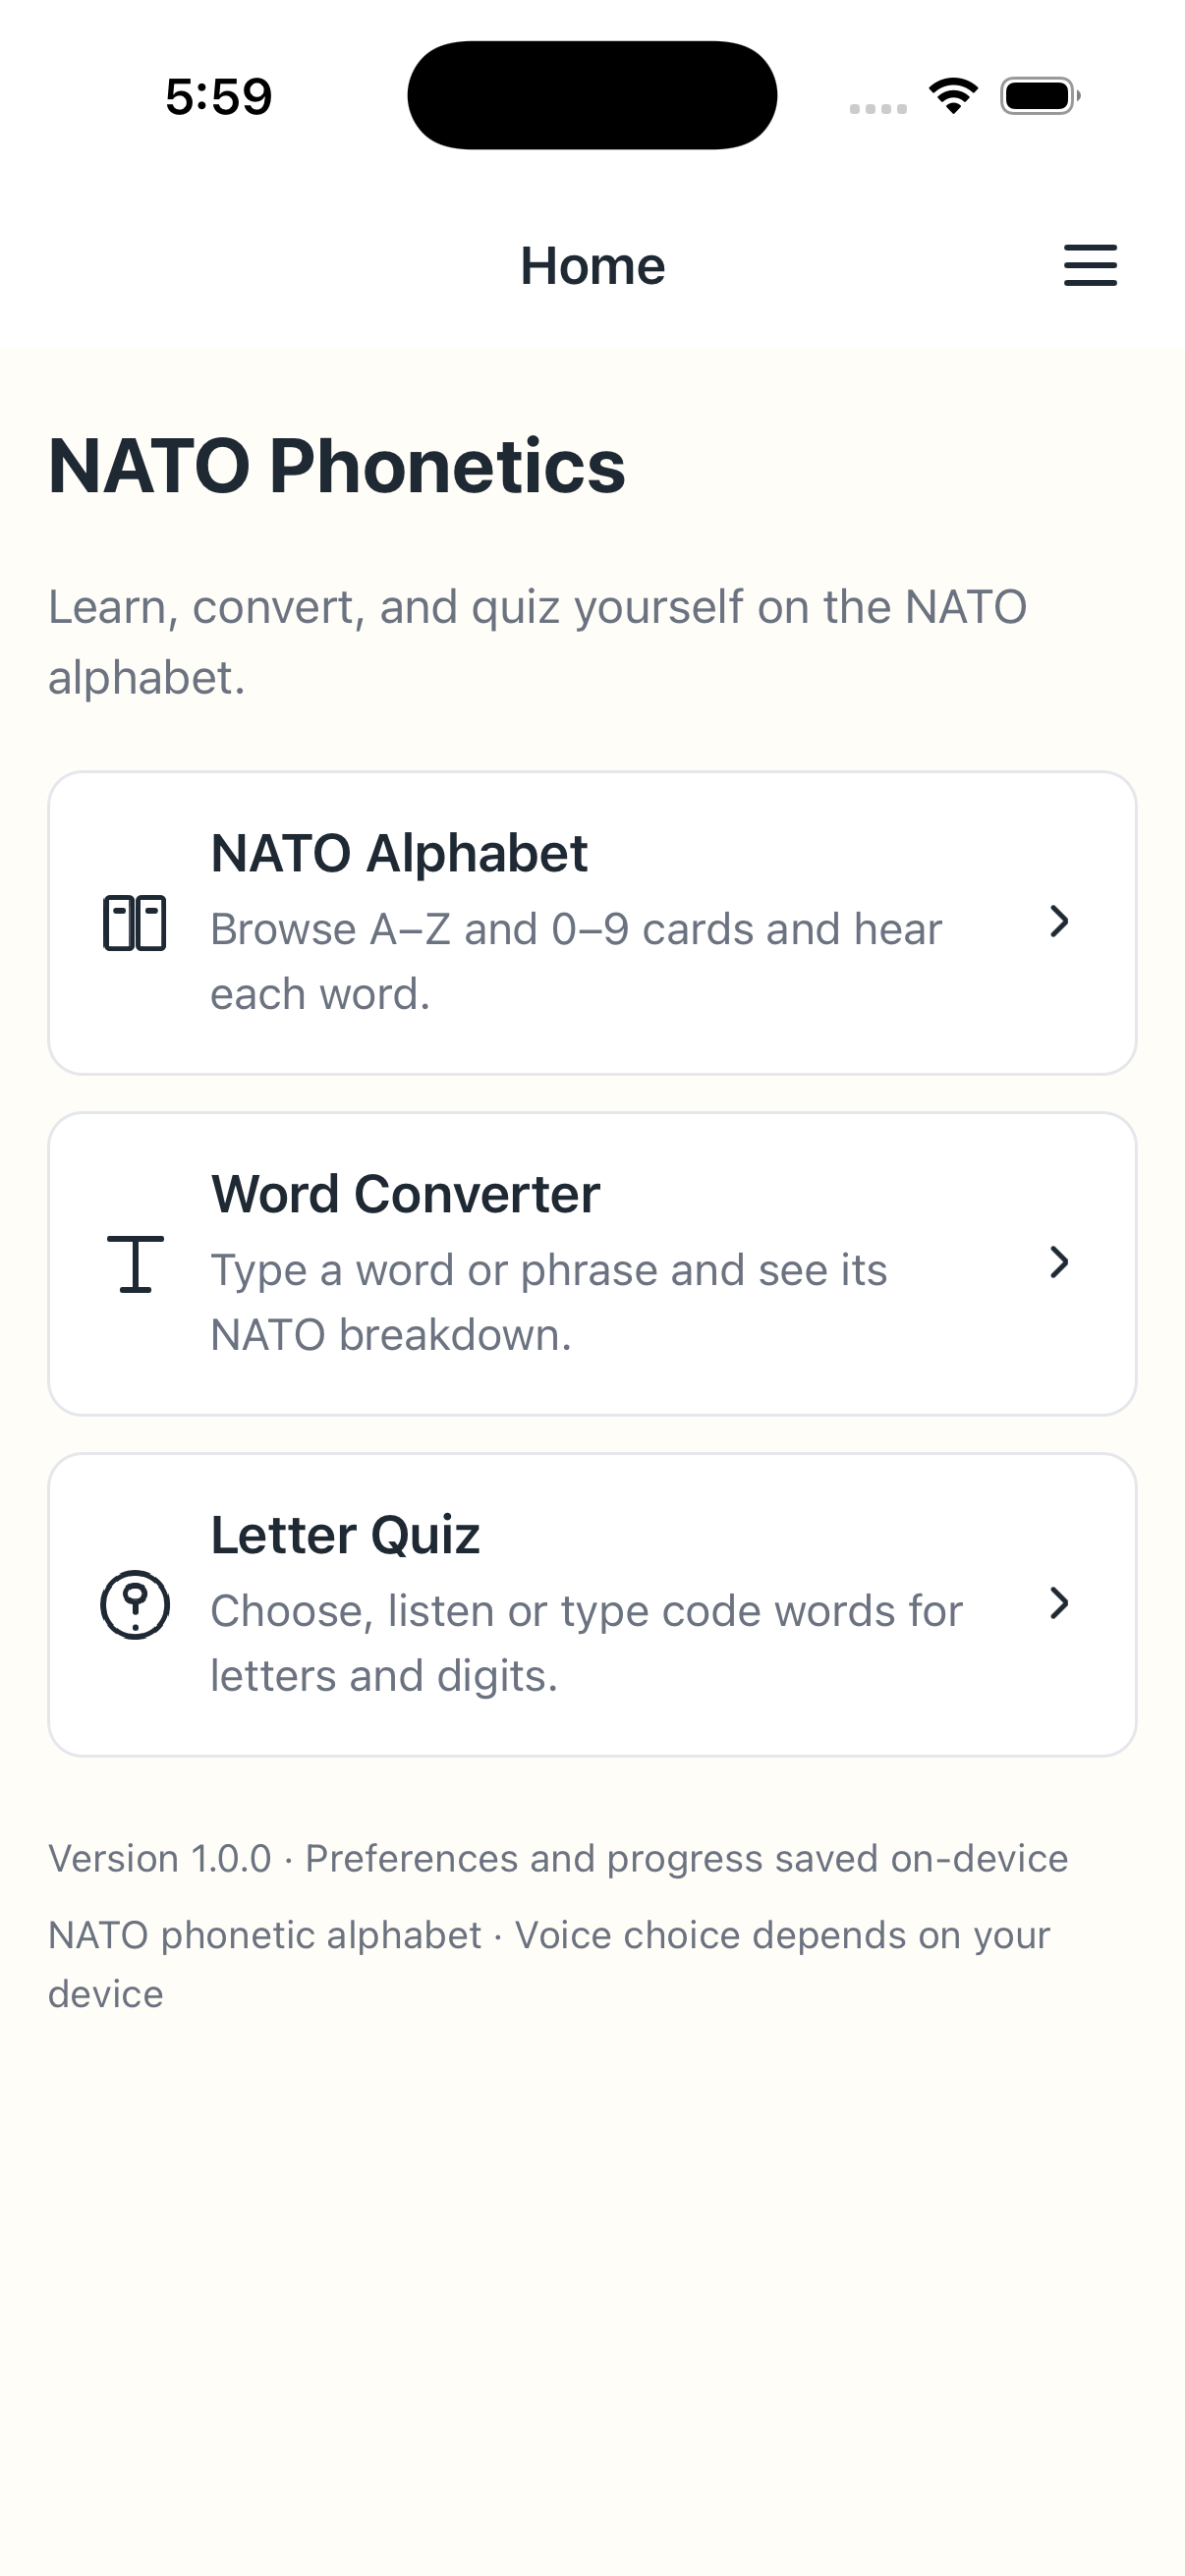 5:59
Home
NATO Phonetics
Learn, convert, and quiz yourself on the NATO
alphabet.
NATO Alphabet
Browse A–Z and 0–9 cards and hear
each word.
Word Converter
Type a word or phrase and see its
NATO breakdown.
Letter Quiz
Choose, listen or type code words for
letters and digits.
Version 1.0.0 · Preferences and progress saved on-device
NATO phonetic alphabet · Voice choice depends on your
device